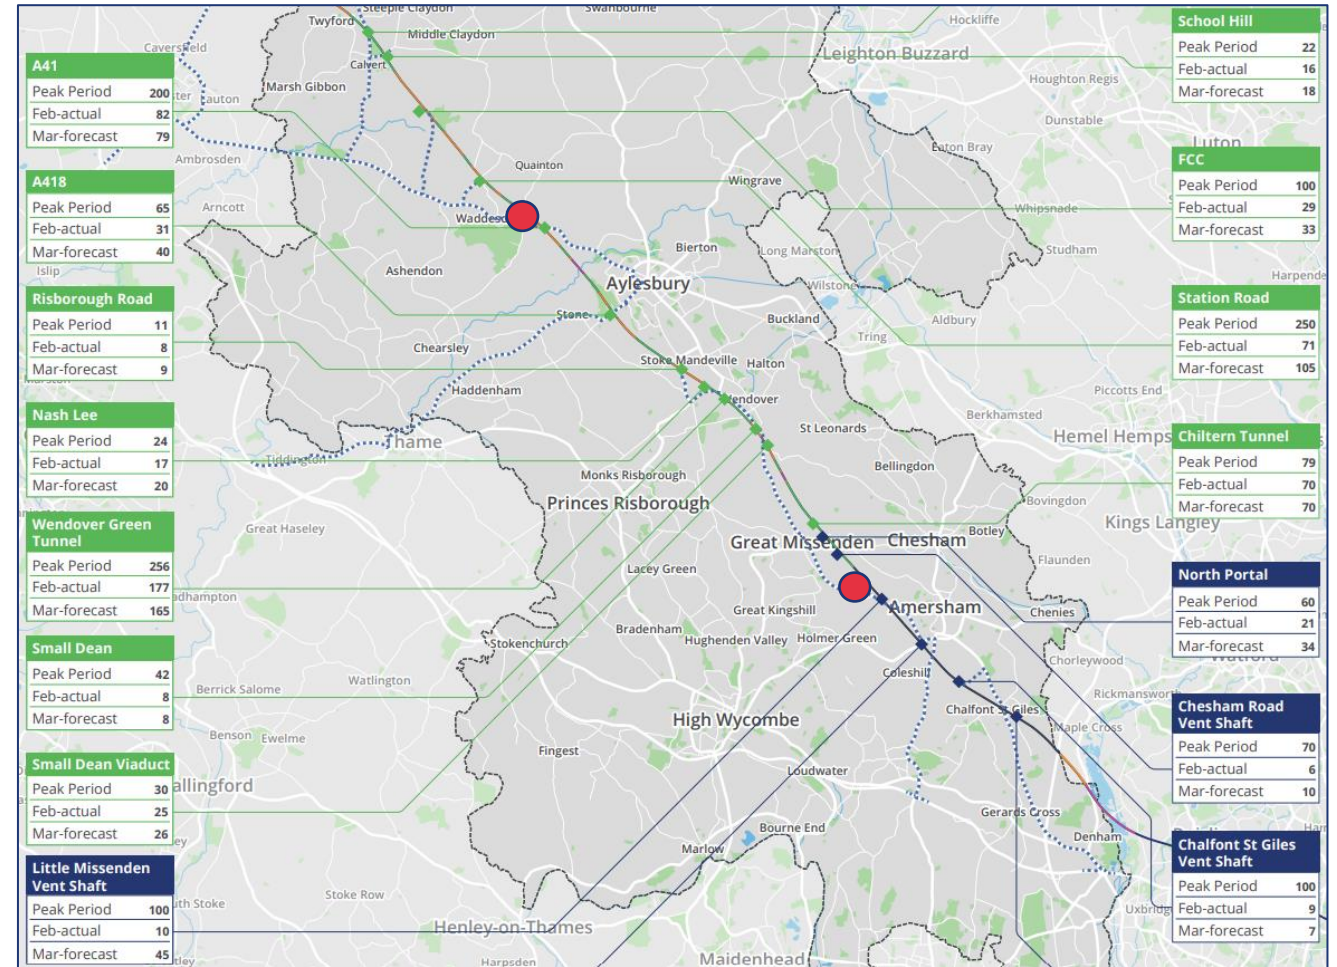 A41
Peak Period 200
Feb-actual 82
Mar-forecast 79
A418
Peak Period 65
Feb-actual 31
Mar-forecast 40
Risborough Road
Peak Period 11
Feb-actual 8
Mar-forecast 9
Nash Lee
Peak Period 24
Feb-actual 17
Mar-forecast 20
Wendover Green
Tunnel
Peak Period 256
Feb-actual 177
Mar-forecast 165
Small Dean
Peak Period 42
Feb-actual 8
Mar-forecast 8
Small Dean Viaduct
Peak Period 30
Feb-actual 25
Mar-forecast 26
Little Missenden
Vent Shaft
Peak Period 100
Feb-actual 10
Mar-forecast 45
Steeple Claydon
Swanbourne
Twyford
Middle Claydon
Hockliffe
Caversfield
Calvert
Leighton Buzzard
Marsh Gibbon
Houghton Regis
Dunstable
Luton
Ambrosden
Quainton
Eaton Bray
Wingrave
Arncott
Whipsnade
Bierton
Long Marston
Studham
Islip
Ashendon
Aylesbury
Wilstone
Harpende
Stone
Buckland
Aldbury
Tring
Chearsley
Stoke Mandeville
Halton
Haddenham
Wendover
Piccotts End
Berkhamsted
Thame
St Leonards
Hemel Hemps
Tiddington
Bellingdon
Monks Risborough
Princes Risborough
Bovingdon
Great Haseley
Kings Langley
Great Missenden
Chesham
Botley
Flaunden
Lacey Green
Great Kingshill
Amersham
Chenies
Bradenham
Hughenden Valley
Holmer Green
Stokenchurch
Chorleywood
Watford
Watlington
Coleshill
Berrick Salome
Rickmansworth
High Wycombe
Chalfont St Giles
Maple Cross
Benson
Ewelme
Fingest
Loudwater
allingford
Gerards Cross
Bourne End
Denham
Marlow
Stoke Row
Uxbridg
Henley-on-Thames
Harpsden
Maidenhead
School Hill
Peak Period 22
Feb-actual 16
Mar-forecast 18
FCC
Peak Period 100
Feb-actual 29
Mar-forecast 33
Station Road
Peak Period 250
Feb-actual 71
Mar-forecast 105
Chiltern Tunnel
Peak Period 79
Feb-actual 70
Mar-forecast 70
North Portal
Peak Period 60
Feb-actual 21
Mar-forecast 34
Chesham Road
Vent Shaft
Peak Period 70
Feb-actual 6
Mar-forecast 10
Chalfont St Giles
Vent Shaft
Peak Period 100
Feb-actual 9
Mar-forecast 7